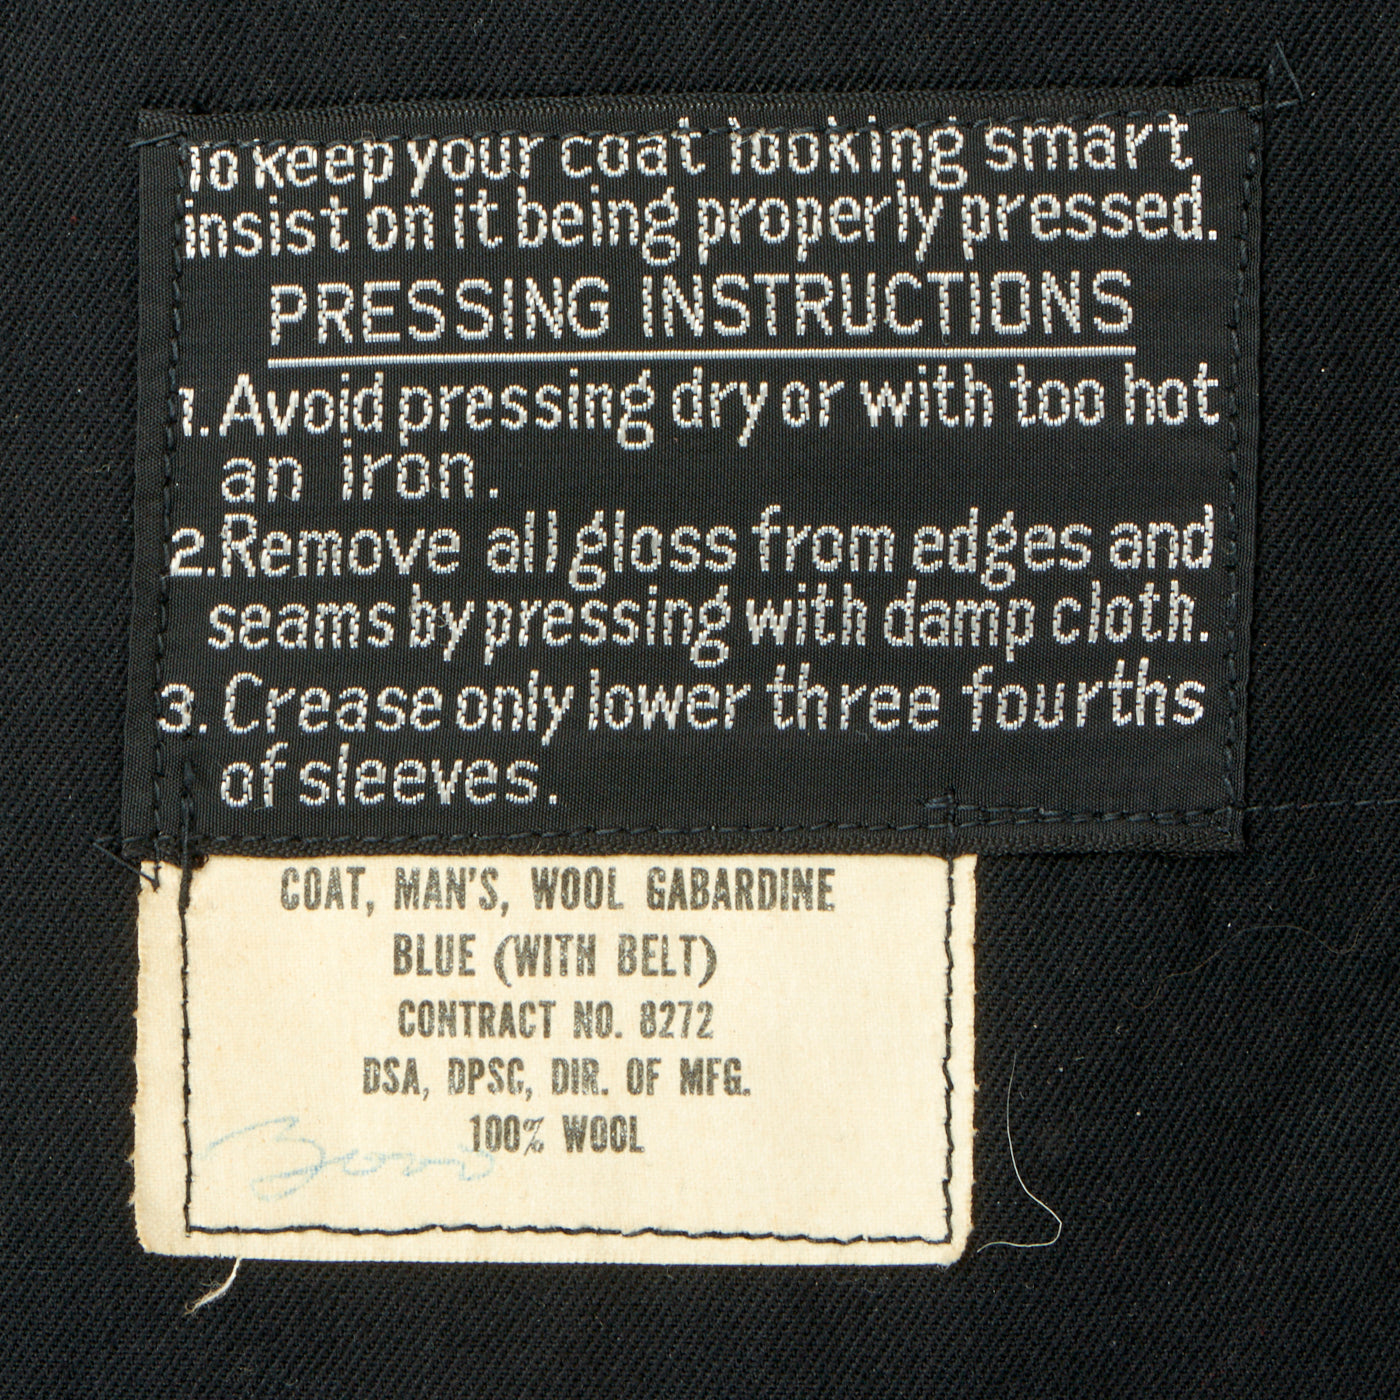 To keep your coat looking smart
insist on it being properly pressed.
PRESSING INSTRUCTIONS
1. Avoid pressing dry or with too hot
an iron.
2. Remove all gloss from edges and
seams by pressing with damp cloth.
3. Crease only lower three fourths
of sleeves.
COAT, MAN'S, WOOL GABARDINE
BLUE (WITH BELT)
CONTRACT NO. 8272
DSA, DPSC, DIR. OF MFG.
100% WOOL